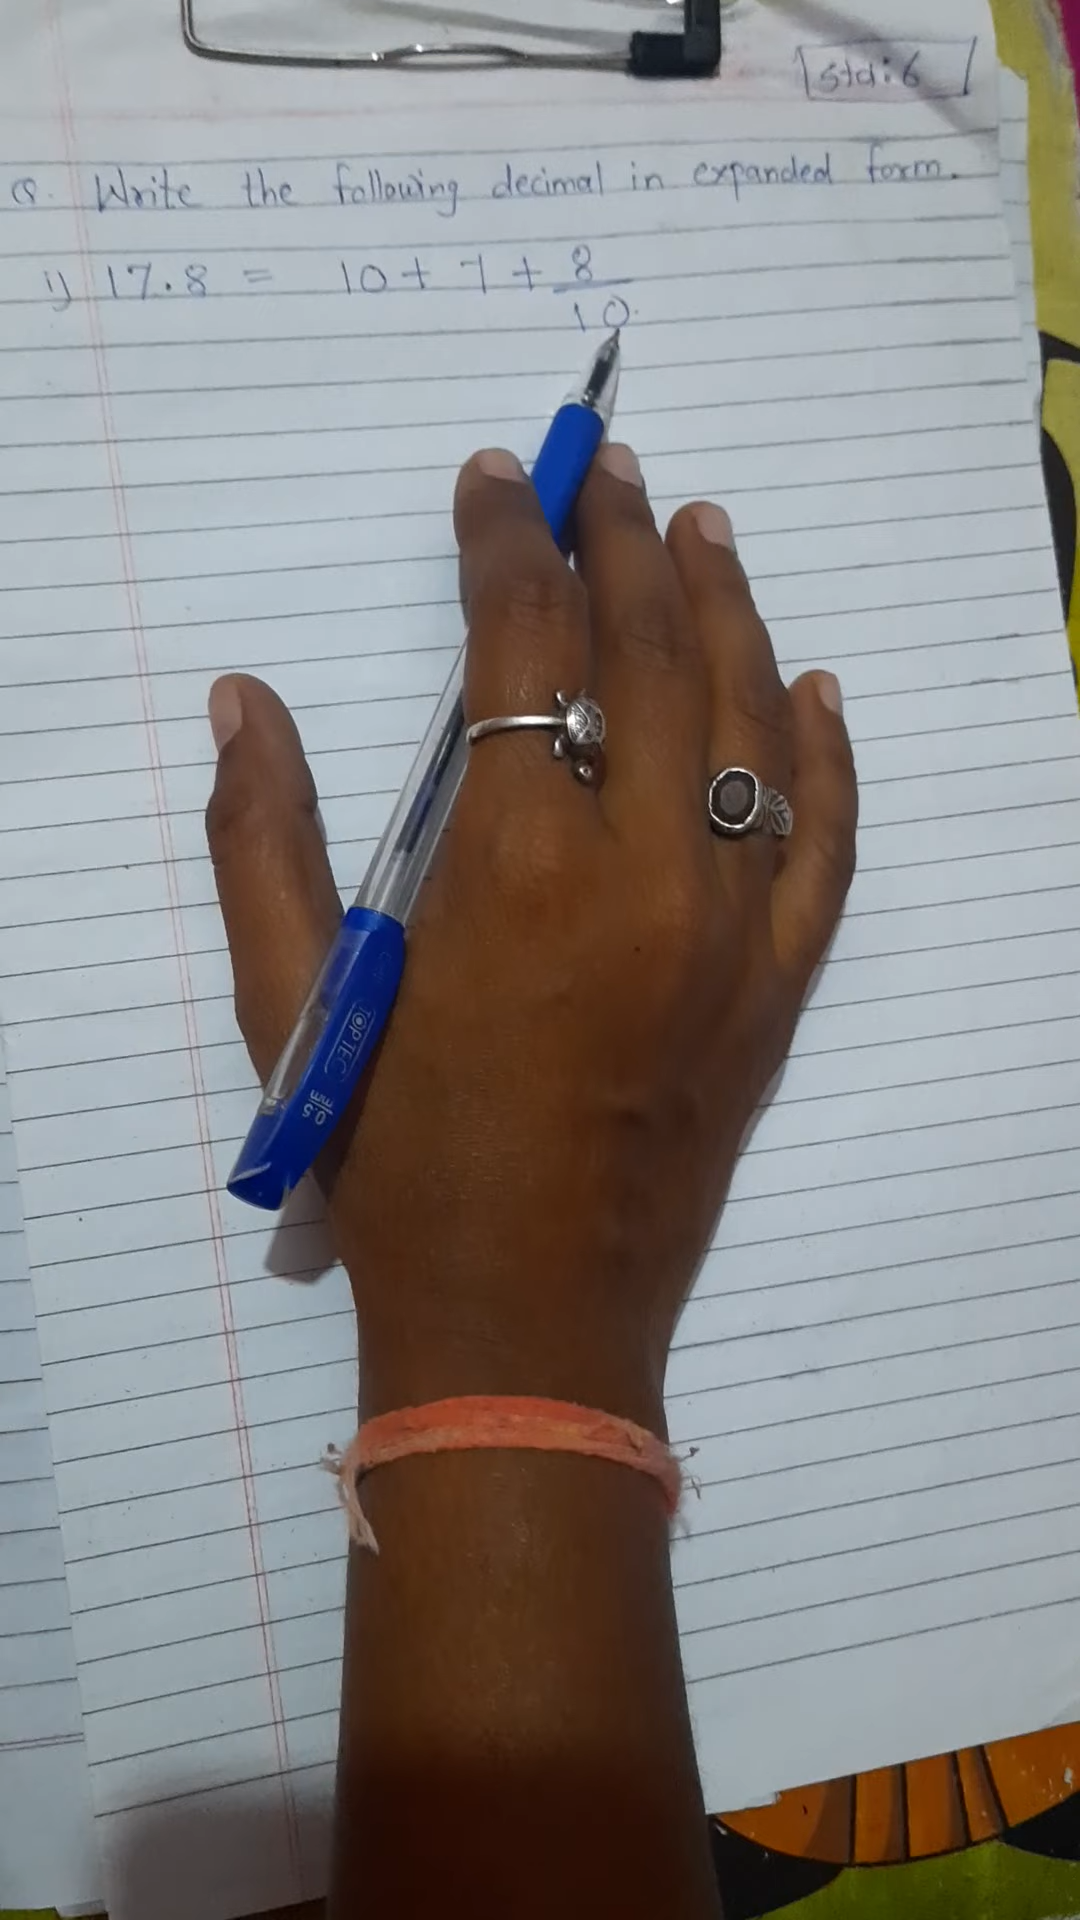 Std: 6
Q. Write the following decimal in expanded form.
i) 17.8 = 10 + 7 + 8/10
TOPTEC
0.5